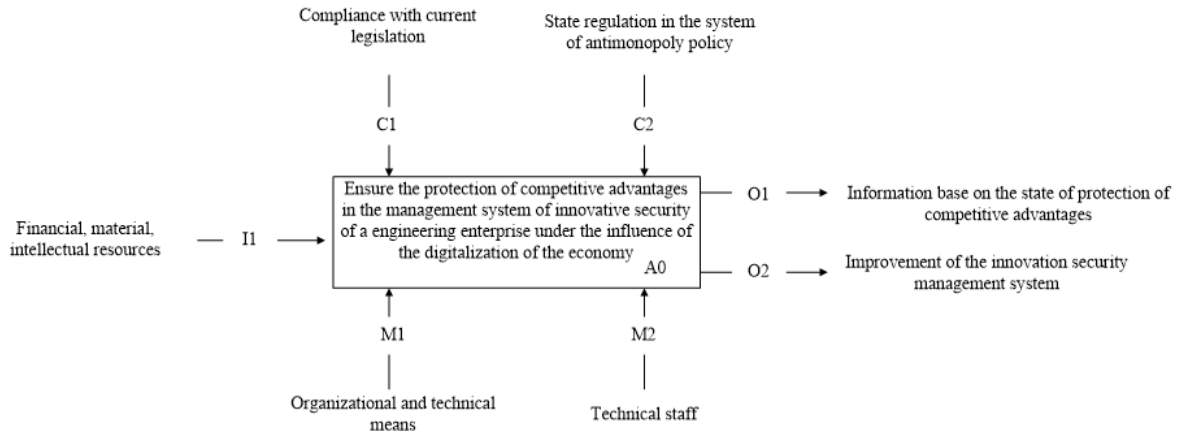 Compliance with current
legislation
State regulation in the system
of antimonopoly policy
C1
C2
Ensure the protection of competitive advantages
in the management system of innovative security
of a engineering enterprise under the influence of
the digitalization of the economy
A0
Financial, material,
intellectual resources
I1
O1
Information base on the state of protection of
competitive advantages
O2
Improvement of the innovation security
management system
M1
M2
Organizational and technical
means
Technical staff